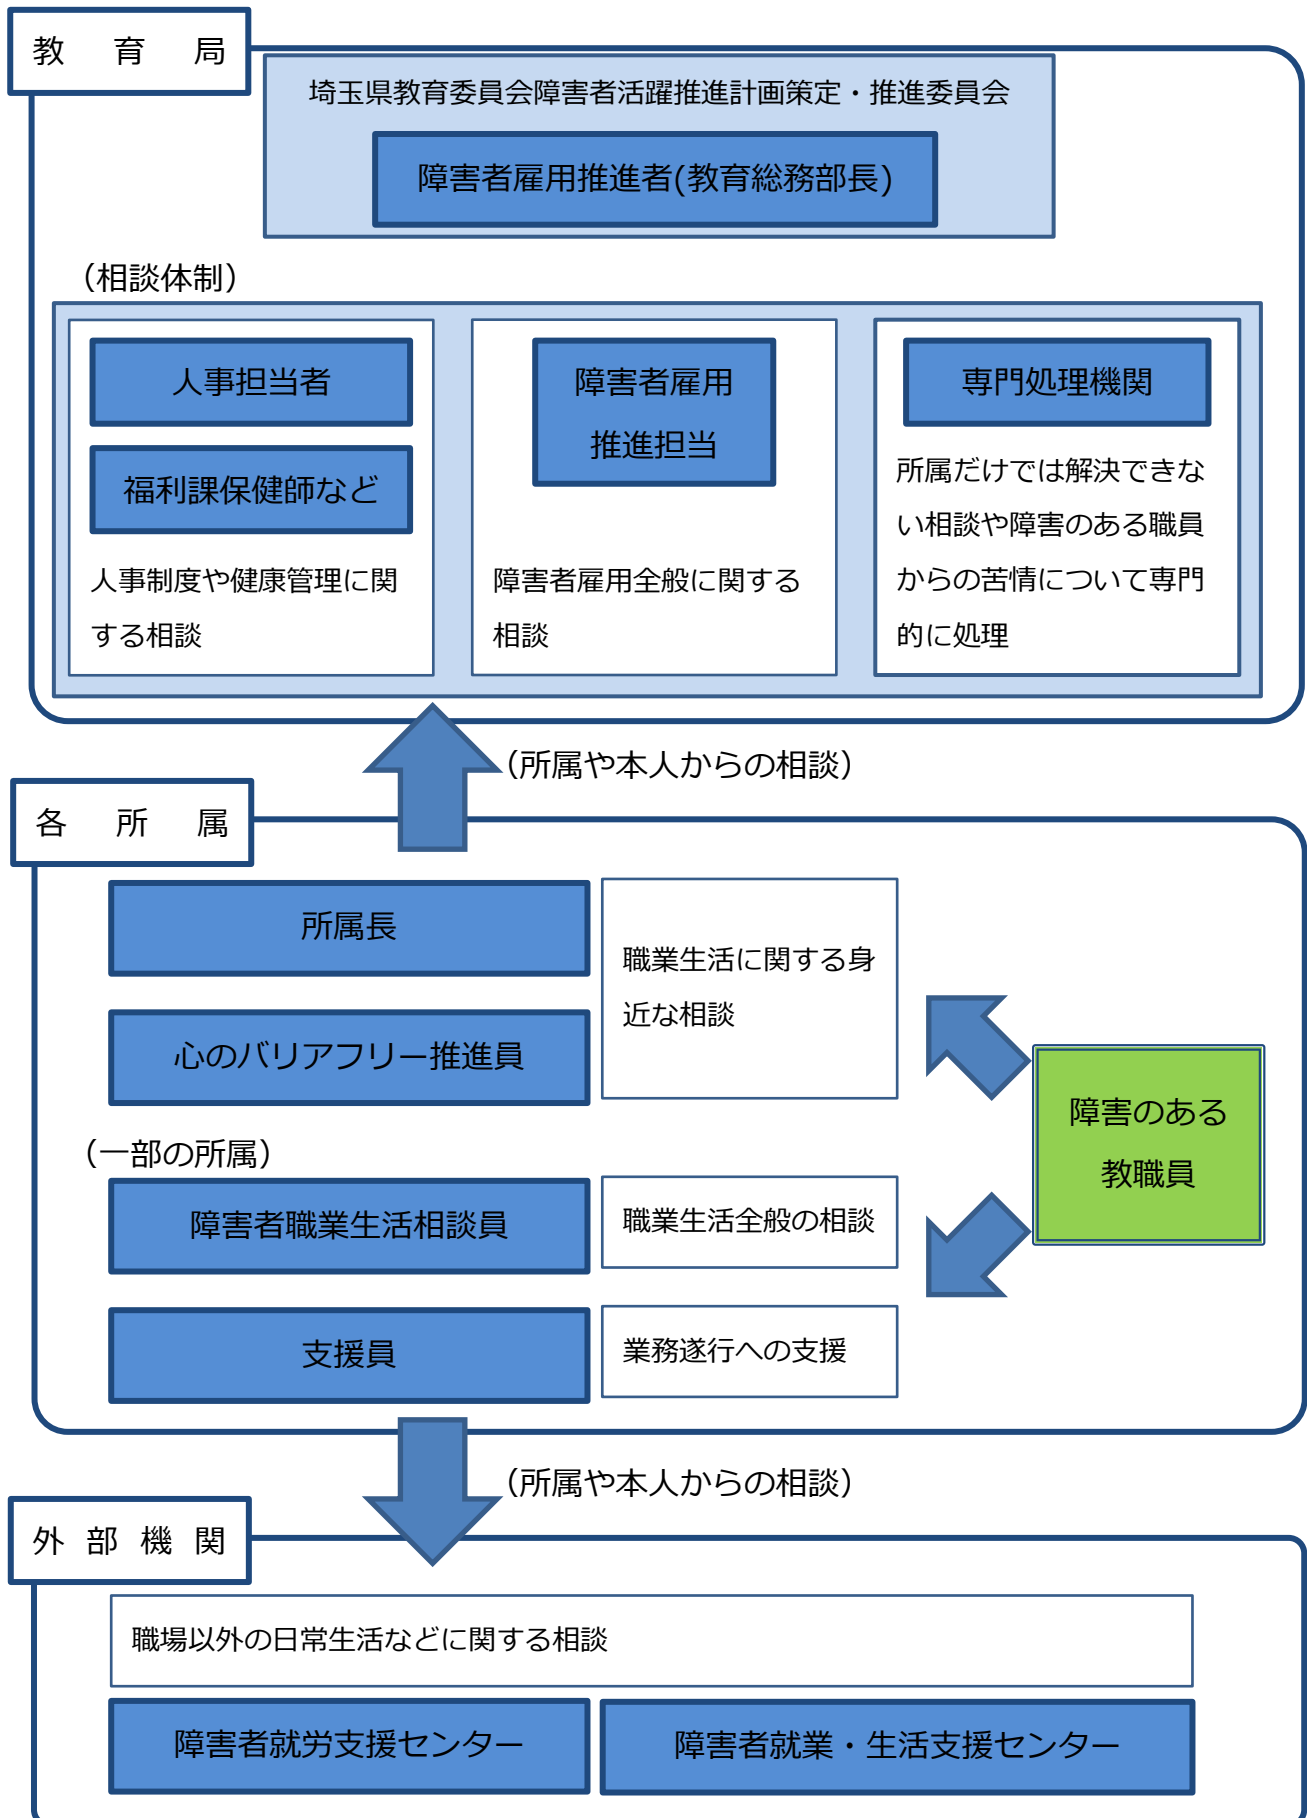 教育局
埼玉県教育委員会障害者活躍推進計画策定・推進委員会
障害者雇用推進者(教育総務部長)
（相談体制）
人事担当者
福利課保健師など
人事制度や健康管理に関
する相談
障害者雇用
推進担当
障害者雇用全般に関する
相談
専門処理機関
所属だけでは解決できな
い相談や障害のある職員
からの苦情について専門
的に処理
（所属や本人からの相談）
各所属
所属長
心のバリアフリー推進員
職業生活に関する身
近な相談
障害のある
教職員
（一部の所属）
障害者職業生活相談員
職業生活全般の相談
支援員
業務遂行への支援
（所属や本人からの相談）
外部機関
職場以外の日常生活などに関する相談
障害者就労支援センター
障害者就業・生活支援センター